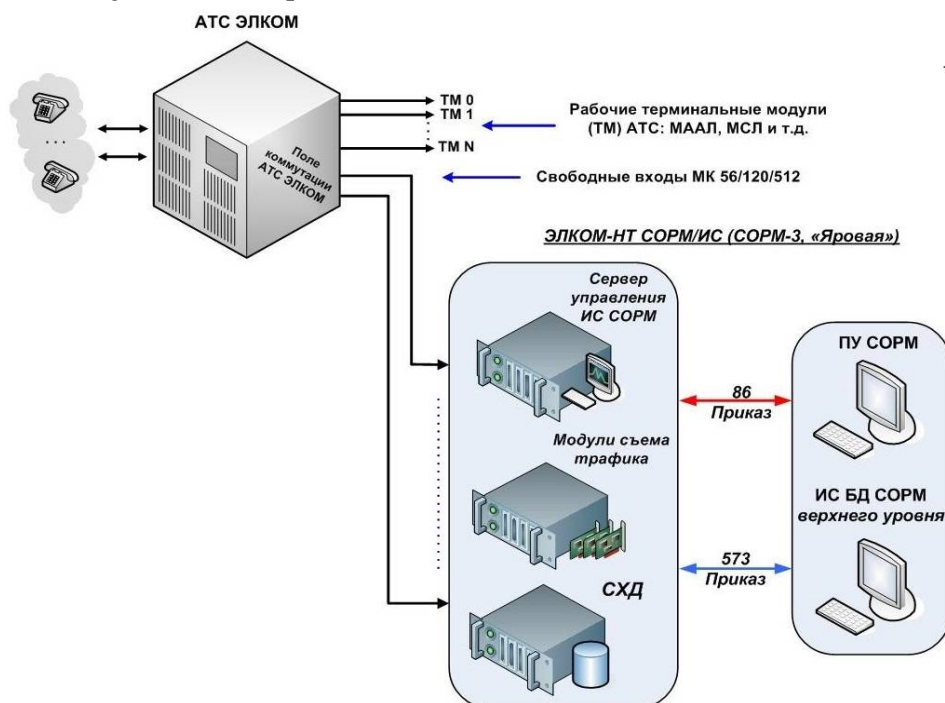 АТС ЭЛКОМ
ТМ 0
ТМ 1
ТМ N
Рабочие терминальные модули
(ТМ) АТС: МААЛ, МСЛ и т.д.
Поле
коммутации
АТС ЭЛКОМ
Свободные входы МК 56/120/512
ЭЛКОМ-НТ СОРМ/ИС (СОРМ-3, «Яровая»)
Сервер
управления
ИС СОРМ
ПУ СОРМ
86
Приказ
Модули съема
трафика
ИС БД СОРМ
верхнего уровня
573
Приказ
СХД